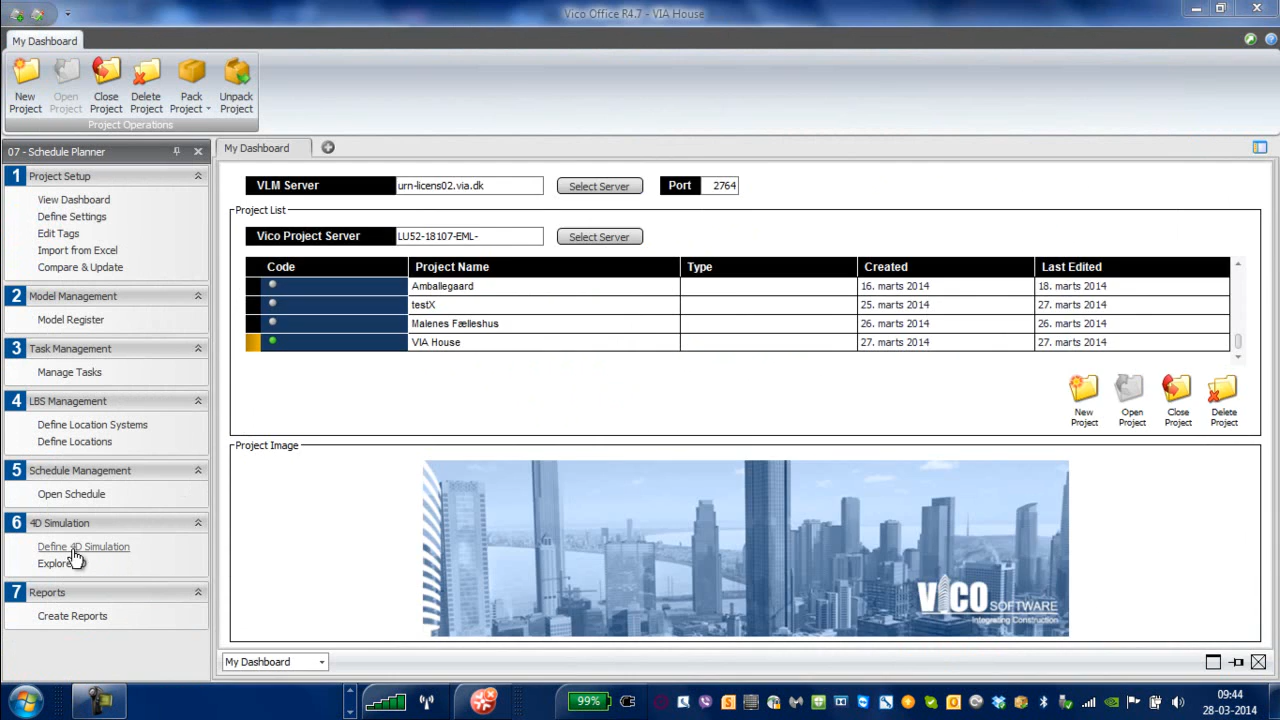 Vico Office R4.7 - VIA House
My Dashboard
New Project
Open Project
Close Project
Delete Project
Pack Project
Unpack Project
Project Operations
07 - Schedule Planner
My Dashboard
1 Project Setup
View Dashboard
Define Settings
Edit Tags
Import from Excel
Compare & Update
2 Model Management
Model Register
3 Task Management
Manage Tasks
4 LBS Management
Define Location Systems
Define Locations
5 Schedule Management
Open Schedule
6 4D Simulation
Define 4D Simulation
7 Reports
Create Reports
VLM Server urn-licens02.via.dk Select Server Port 2764
Project List
Vico Project Server LU52-18107-EML- Select Server
Code Project Name Type Created Last Edited
Amballegaard 16. marts 2014 18. marts 2014
testX 25. marts 2014 27. marts 2014
Malenes Fælleshus 26. marts 2014 26. marts 2014
VIA House 27. marts 2014 27. marts 2014
New Project
Open Project
Close Project
Delete Project
Project Image
VICO SOFTWARE
Integrating Construction
My Dashboard
99%
09:44
28-03-2014